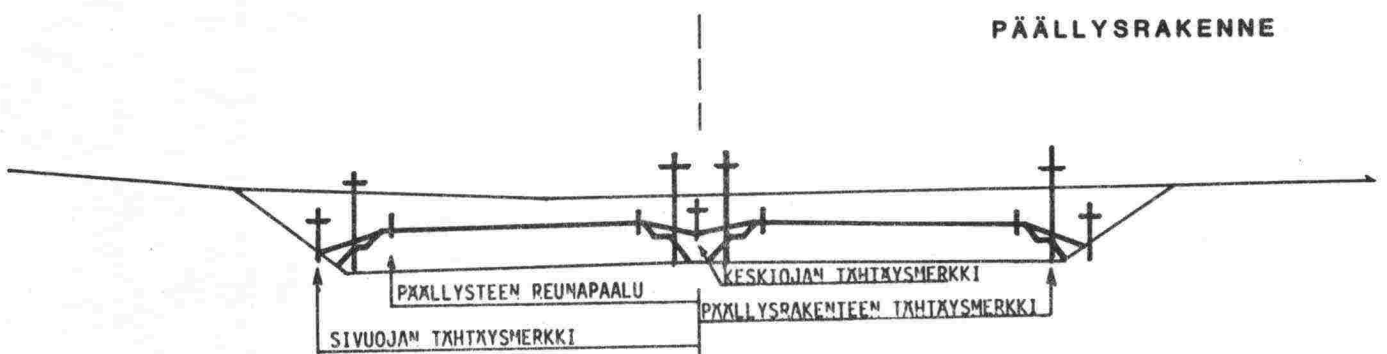 PÄÄLLYSRAKENNE
KESKIOJAN TÄHTÄYSMERKKI
PÄÄLLYSTEEN REUNAPAALU
PÄÄLLYSRAKENTEEN TÄHTÄYSMERKKI
SIVUOJAN TÄHTÄYSMERKKI